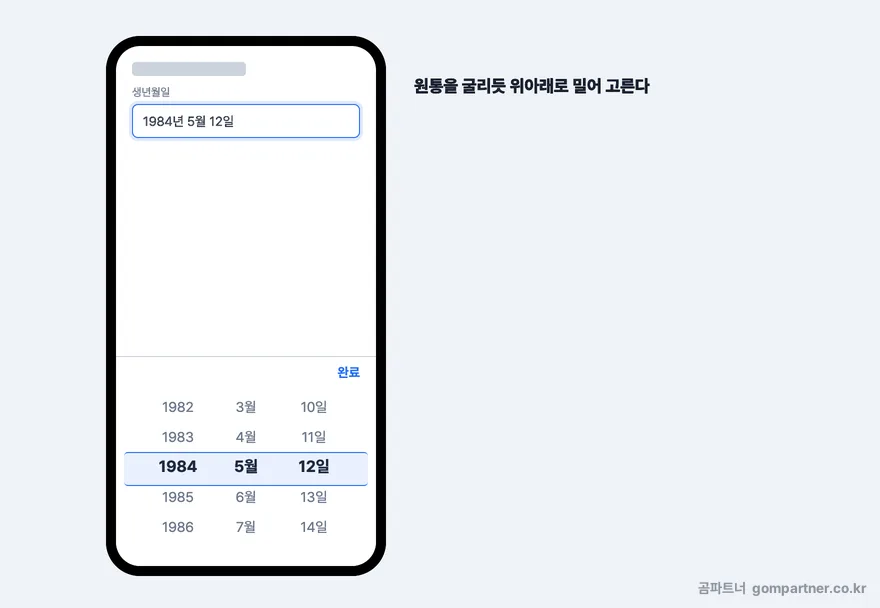 생년월일
1984년 5월 12일
원통을 굴리듯 위아래로 밀어 고른다
완료
1982 3월 10일
1983 4월 11일
1984 5월 12일
1985 6월 13일
1986 7월 14일
곰파트너 gompartner.co.kr